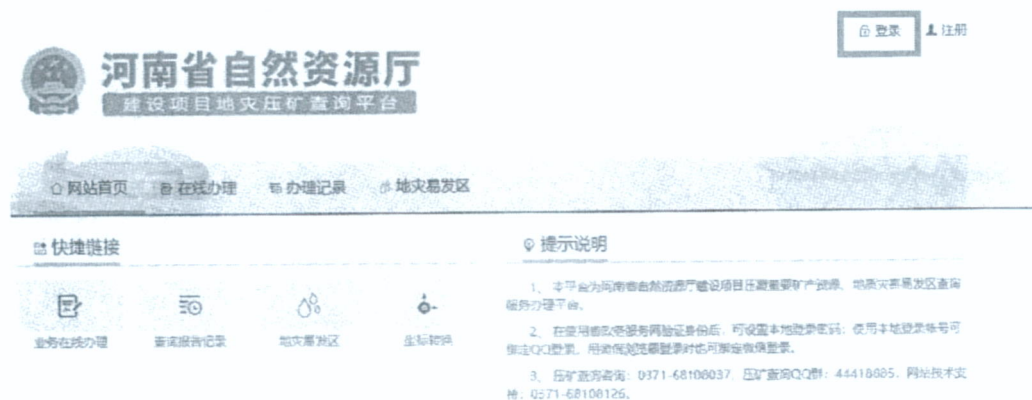 登录 注册
河南省自然资源厅
建设项目地灾压矿查询平台
网站首页 在线办理 办理记录 地灾易发区
快捷链接
提示说明
业务在线办理 查询报告记录 地灾易发区 坐标转换
1、本平台为河南省自然资源厅建设项目压覆重要矿产资源、地质灾害易发区查询
服务办理平台。
2、在使用省政务服务网验证身份后，可设置本地登录密码；使用本地登录帐号可
绑定QQ登录，用微信浏览器登录时也可绑定微信登录。
3、压矿查询咨询：0371-68108037，压矿查询QQ群：44418685，网站技术支
持：0371-68108126。